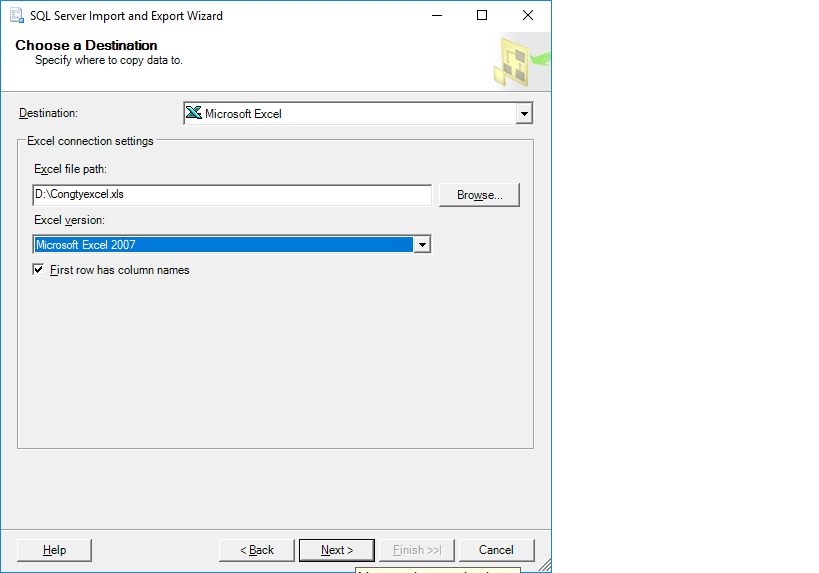 SQL Server Import and Export Wizard
Choose a Destination
Specify where to copy data to.
Destination:
Microsoft Excel
Excel connection settings
Excel file path:
D:\Congtyexcel.xls
Browse...
Excel version:
Microsoft Excel 2007
First row has column names
Help
< Back
Next >
Finish >>|
Cancel